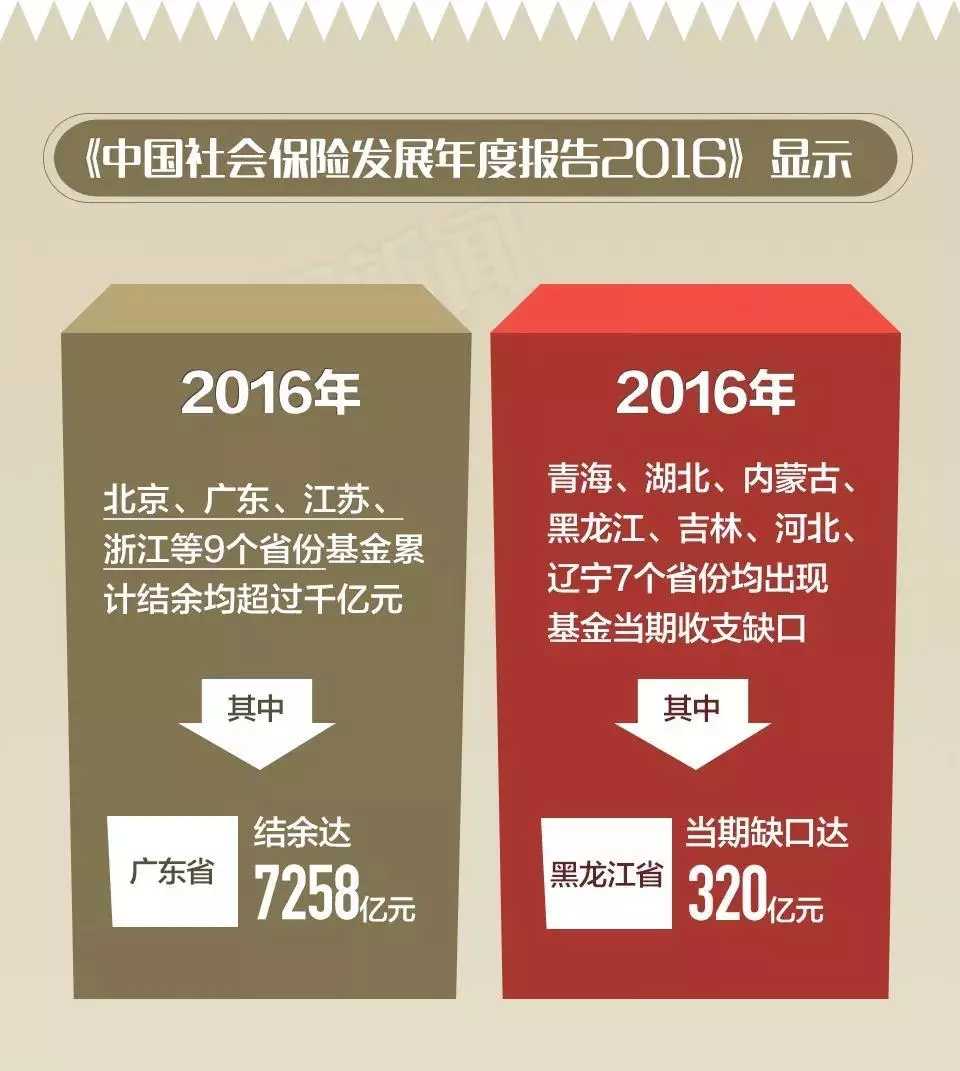 《中国社会保险发展年度报告2016》显示
2016年
北京、广东、江苏、
浙江等9个省份基金累
计结余均超过千亿元
其中
广东省
结余达
7258亿元
2016年
青海、湖北、内蒙古、
黑龙江、吉林、河北、
辽宁7个省份均出现
基金当期收支缺口
其中
黑龙江省
当期缺口达
320亿元